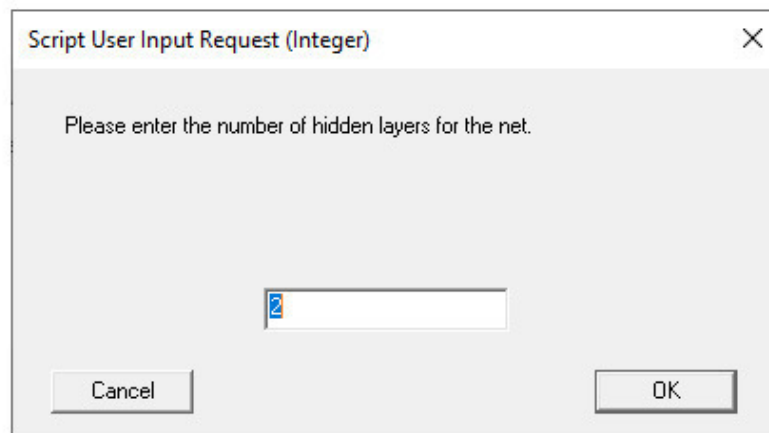 Script User Input Request (Integer)
Please enter the number of hidden layers for the net.
2
Cancel
OK